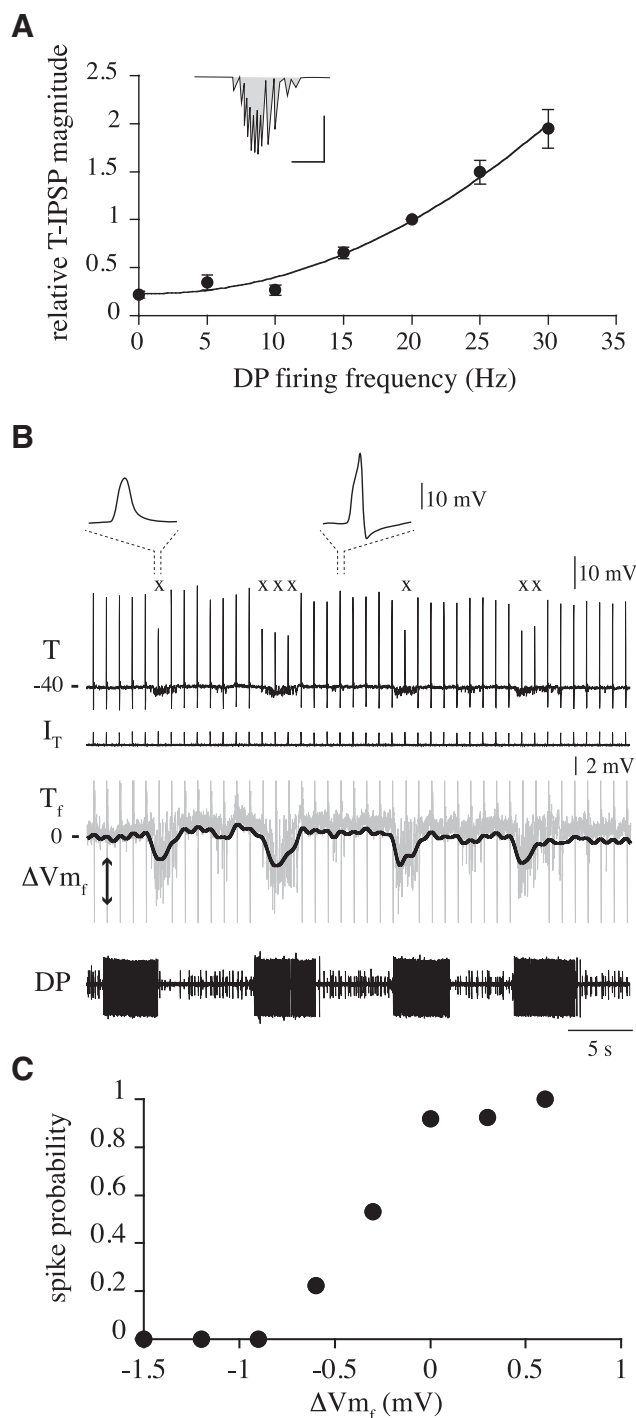 A
relative T-IPSP magnitude
2.5
2
1.5
1
0.5
0
0 5 10 15 20 25 30 35
DP firing frequency (Hz)
B
10 mV
10 mV
x x x x x x x
T
-40
I_T
2 mV
T_f
0
ΔVm_f
DP
5 s
C
spike probability
1
0.8
0.6
0.4
0.2
0
-1.5 -1 -0.5 0 0.5 1
ΔVm_f (mV)